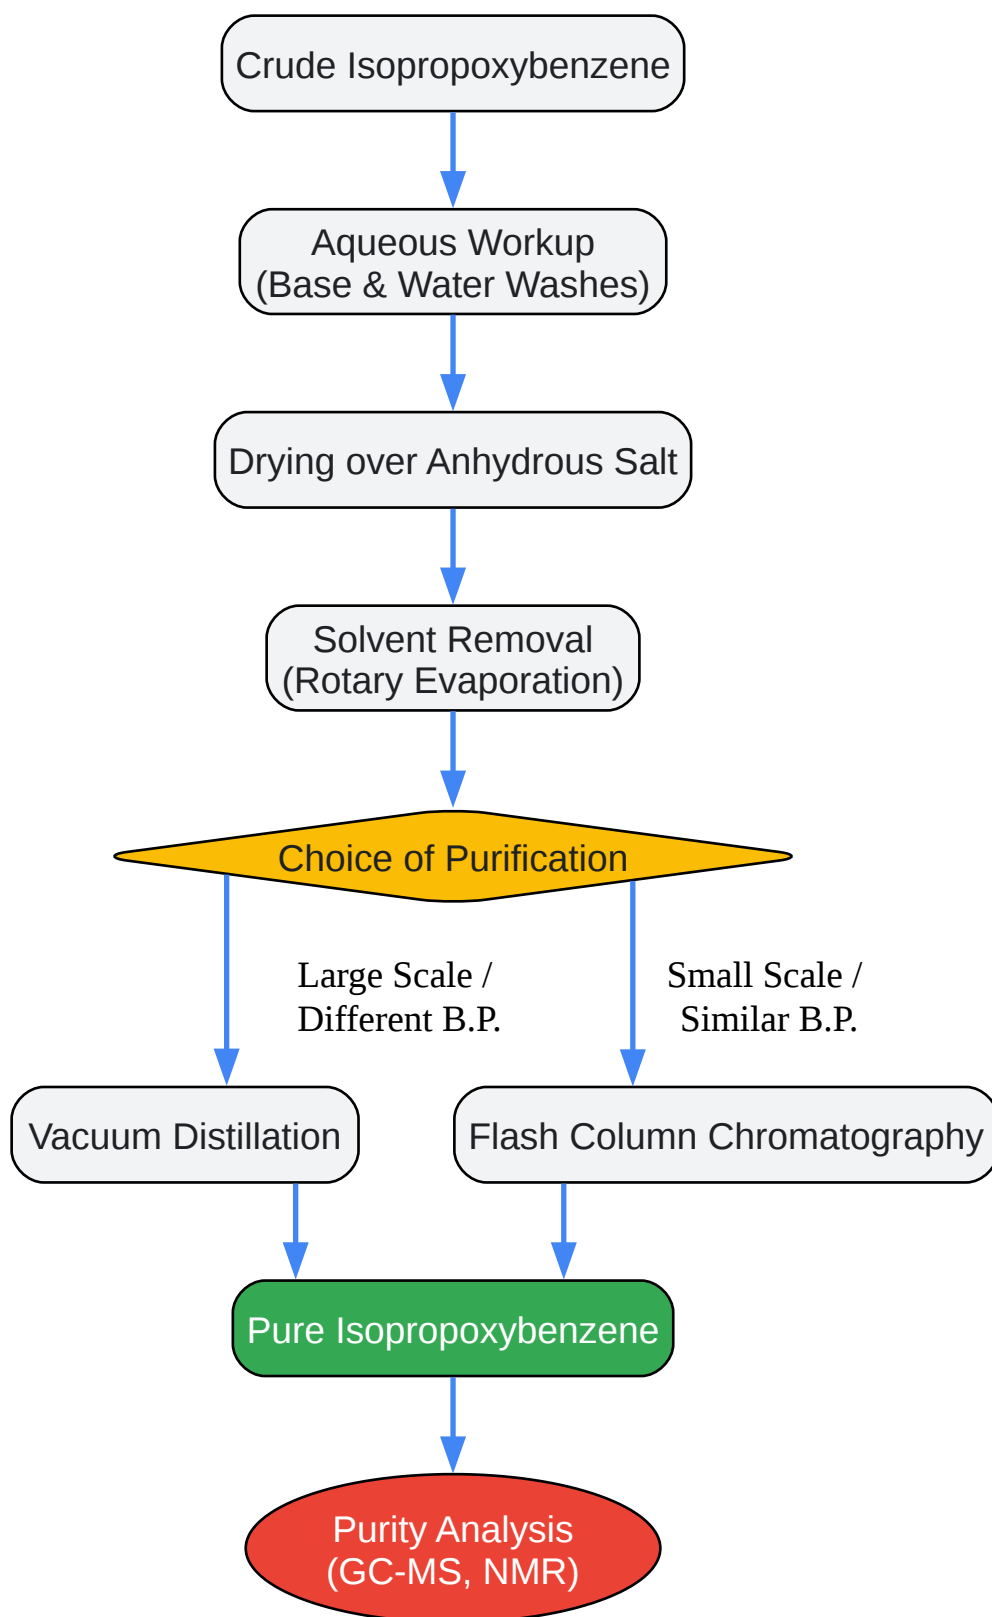 Crude Isopropoxybenzene
Aqueous Workup
(Base & Water Washes)
Drying over Anhydrous Salt
Solvent Removal
(Rotary Evaporation)
Choice of Purification
Large Scale /
Different B.P.
Small Scale /
Similar B.P.
Vacuum Distillation
Flash Column Chromatography
Pure Isopropoxybenzene
Purity Analysis
(GC-MS, NMR)